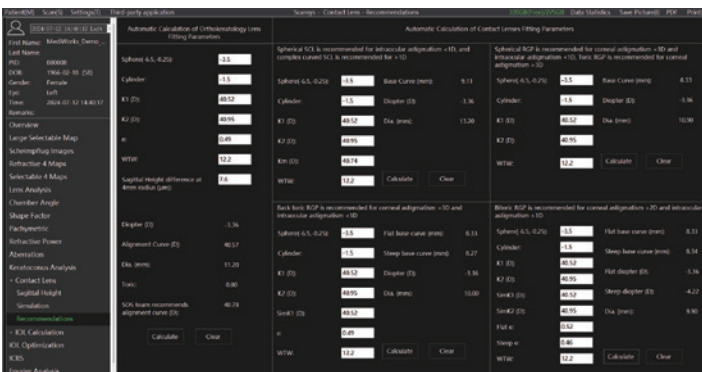 Patient(M) Scan(S) Settings(T) Third-party application Scansys - Contact Lens - Recommendations Data Statistics Save Picture(I) PDF Print
2024-07-12 14:40:17 Left
First Name: MedWorks_Demo_
Last Name:
PID: 000008
DOB: 1966-02-18 (58)
Gender: Female
Eye: Left
Time: 2024-07-12 14:40:17
Remarks:
Overview
Large Selectable Map
Scheimpflug Images
Refractive 4 Maps
Selectable 4 Maps
Lens Analysis
Chamber Angle
Shape Factor
Pachymetric
Refractive Power
Aberration
Keratoconus Analysis
- Contact Lens
Sagittal Height
Simulation
Recommendations
+ IOL Calculation
IOL Optimization
ICRS
Fourier Analysis
Automatic Calculation of Orthokeratology Lens
Fitting Parameters
Sphere(-6.5,-0.25): -3.5
Cylinder: -1.5
K1 (D): 40.52
K2 (D): 40.95
e: 0.49
WTW: 12.2
Sagittal Height difference at
4mm radius (μm): 7.6
Diopter (D): -3.36
Alignment Curve (D): 40.57
Dia. (mm): 11.20
Toric: 0.00
SOS team recommends
alignment curve (D): 40.78
Calculate Clear
Automatic Calculation of Contact Lenses Fitting Parameters
Spherical SCL is recommended for intraocular astigmatism <1D, and
complex curved SCL is recommended for >1D
Sphere(-6.5,-0.25): -3.5 Base Curve (mm): 9.13
Cylinder: -1.5 Diopter (D): -3.36
K1 (D): 40.52 Dia. (mm): 13.20
K2 (D): 40.95
Km (D): 40.74
WTW: 12.2 Calculate Clear
Spherical RGP is recommended for corneal astigmatism <3D and
intraocular astigmatism <1D, Toric RGP is recommended for corneal
astigmatism >3D
Sphere(-6.5,-0.25): -3.5 Base Curve (mm): 8.33
Cylinder: -1.5 Diopter (D): -3.36
K1 (D): 40.52 Dia. (mm): 10.90
K2 (D): 40.95
WTW: 12.2 Calculate Clear
Back toric RGP is recommended for corneal astigmatism >3D and
intraocular astigmatism <1D
Sphere(-6.5,-0.25): -3.5 Flat base curve (mm): 8.33
Cylinder: -1.5 Steep base curve (mm): 8.27
K1 (D): 40.52 Diopter (D): -3.36
K2 (D): 40.95 Dia. (mm): 10.00
SimK1 (D): 40.52
e: 0.49
WTW: 12.2 Calculate Clear
Bitoric RGP is recommended for corneal astigmatism >2D and intraocular
astigmatism >1D
Sphere(-6.5,-0.25): -3.5 Flat base curve (mm): 8.33
Cylinder: -1.5 Steep base curve (mm): 8.34
K1 (D): 40.52 Flat diopter (D): -3.36
K2 (D): 40.95 Steep diopter (D): -4.22
SimK1 (D): 40.52 Dia. (mm): 9.90
SimK2 (D): 40.95
Flat e: 0.52
Steep e: 0.46
WTW: 12.2 Calculate Clear